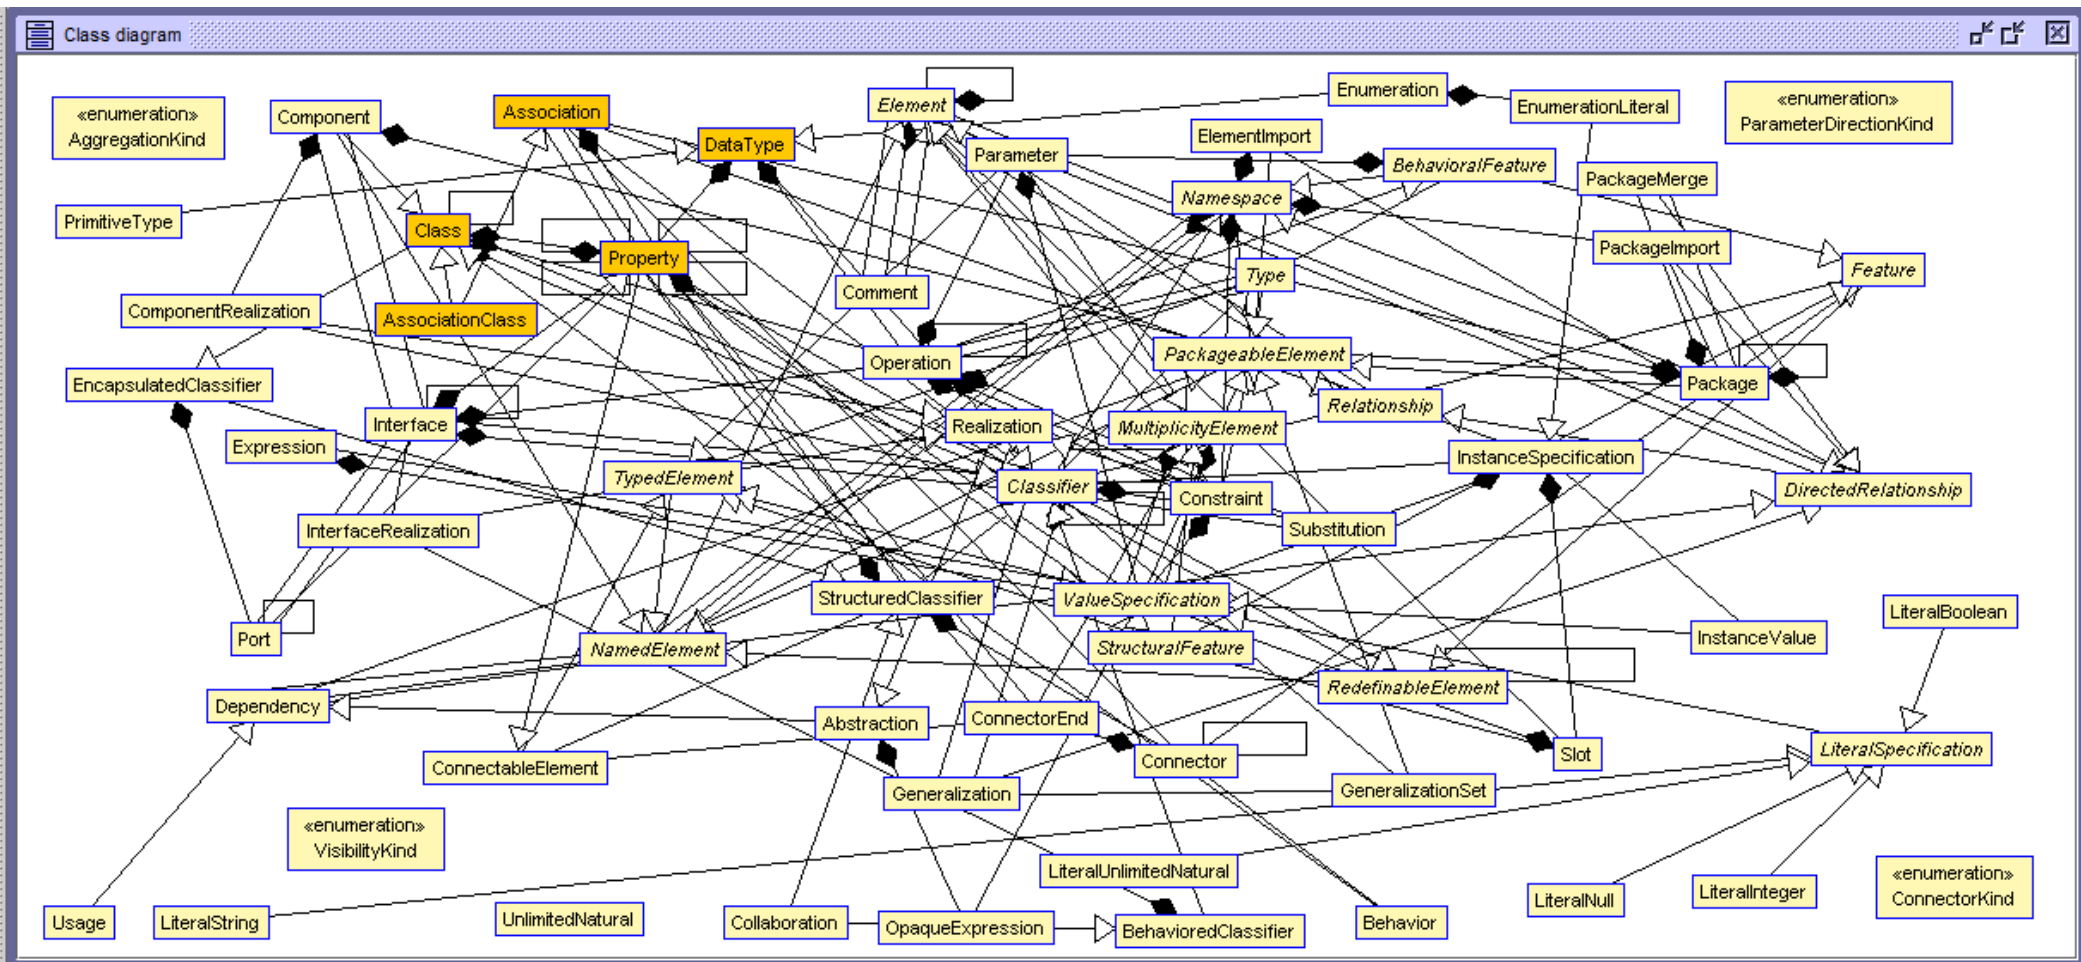 Class diagram
Element
Enumeration
EnumerationLiteral
«enumeration»
AggregationKind
Component
Association
DataType
ElementImport
«enumeration»
ParameterDirectionKind
Parameter
BehavioralFeature
PackageMerge
Namespace
PrimitiveType
Class
Property
PackageImport
Feature
Type
Comment
ComponentRealization
AssociationClass
Operation
PackageableElement
EncapsulatedClassifier
Package
Relationship
Interface
Realization
MultiplicityElement
Expression
InstanceSpecification
TypedElement
Classifier
Constraint
DirectedRelationship
InterfaceRealization
Substitution
StructuredClassifier
ValueSpecification
LiteralBoolean
Port
InstanceValue
NamedElement
StructuralFeature
RedefinableElement
Dependency
Abstraction
ConnectorEnd
LiteralSpecification
ConnectableElement
Connector
Slot
Generalization
GeneralizationSet
«enumeration»
VisibilityKind
LiteralUnlimitedNatural
LiteralNull
LiteralInteger
«enumeration»
ConnectorKind
Usage
LiteralString
UnlimitedNatural
Collaboration
OpaqueExpression
BehavioredClassifier
Behavior